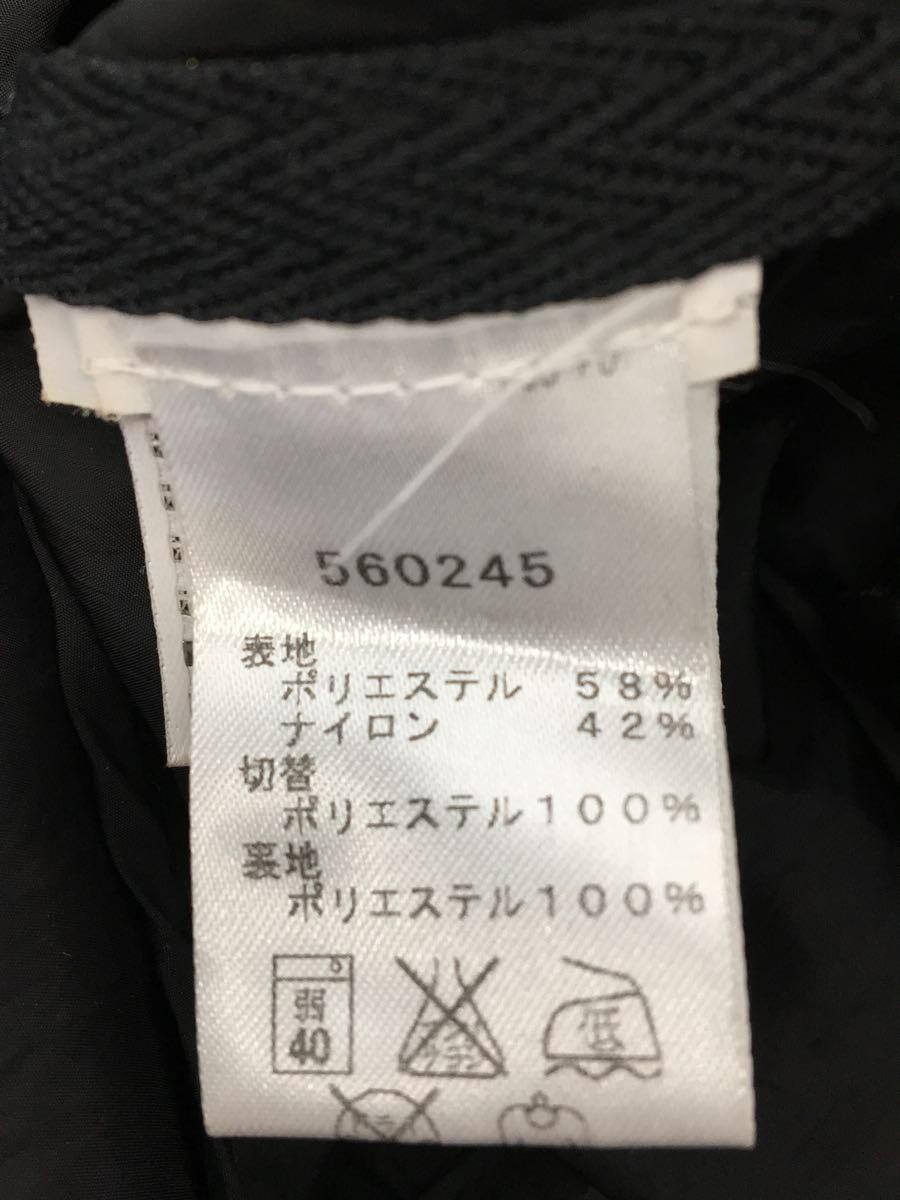 560245
表地
ポリエステル 58%
ナイロン 42%
切替
ポリエステル100%
裏地
ポリエステル100%
弱
40
低